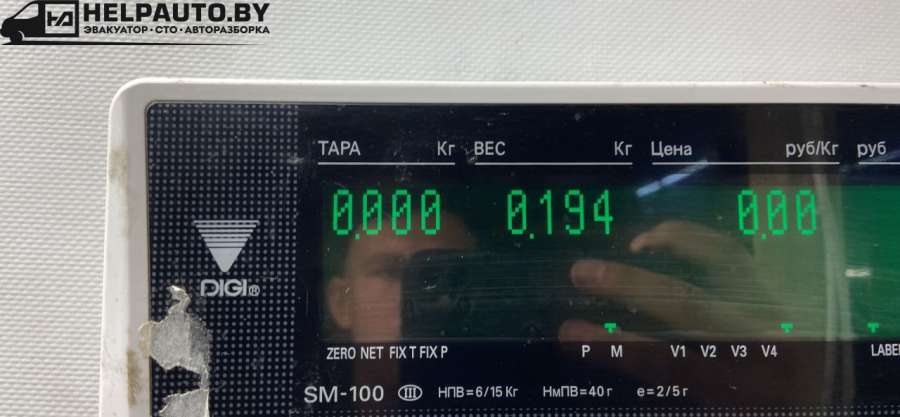 HELPAUTO.BY
ЭВАКУАТОР • СТО • АВТОРАЗБОРКА
ТАРА Кг ВЕС Кг Цена руб/Кг руб
0.000 0.194 0.00
DIGI®
ZERO NET FIX T FIX P P M V1 V2 V3 V4 LABE
SM-100 III НПВ=6/15 Кг НмПВ=40 г e=2/5г